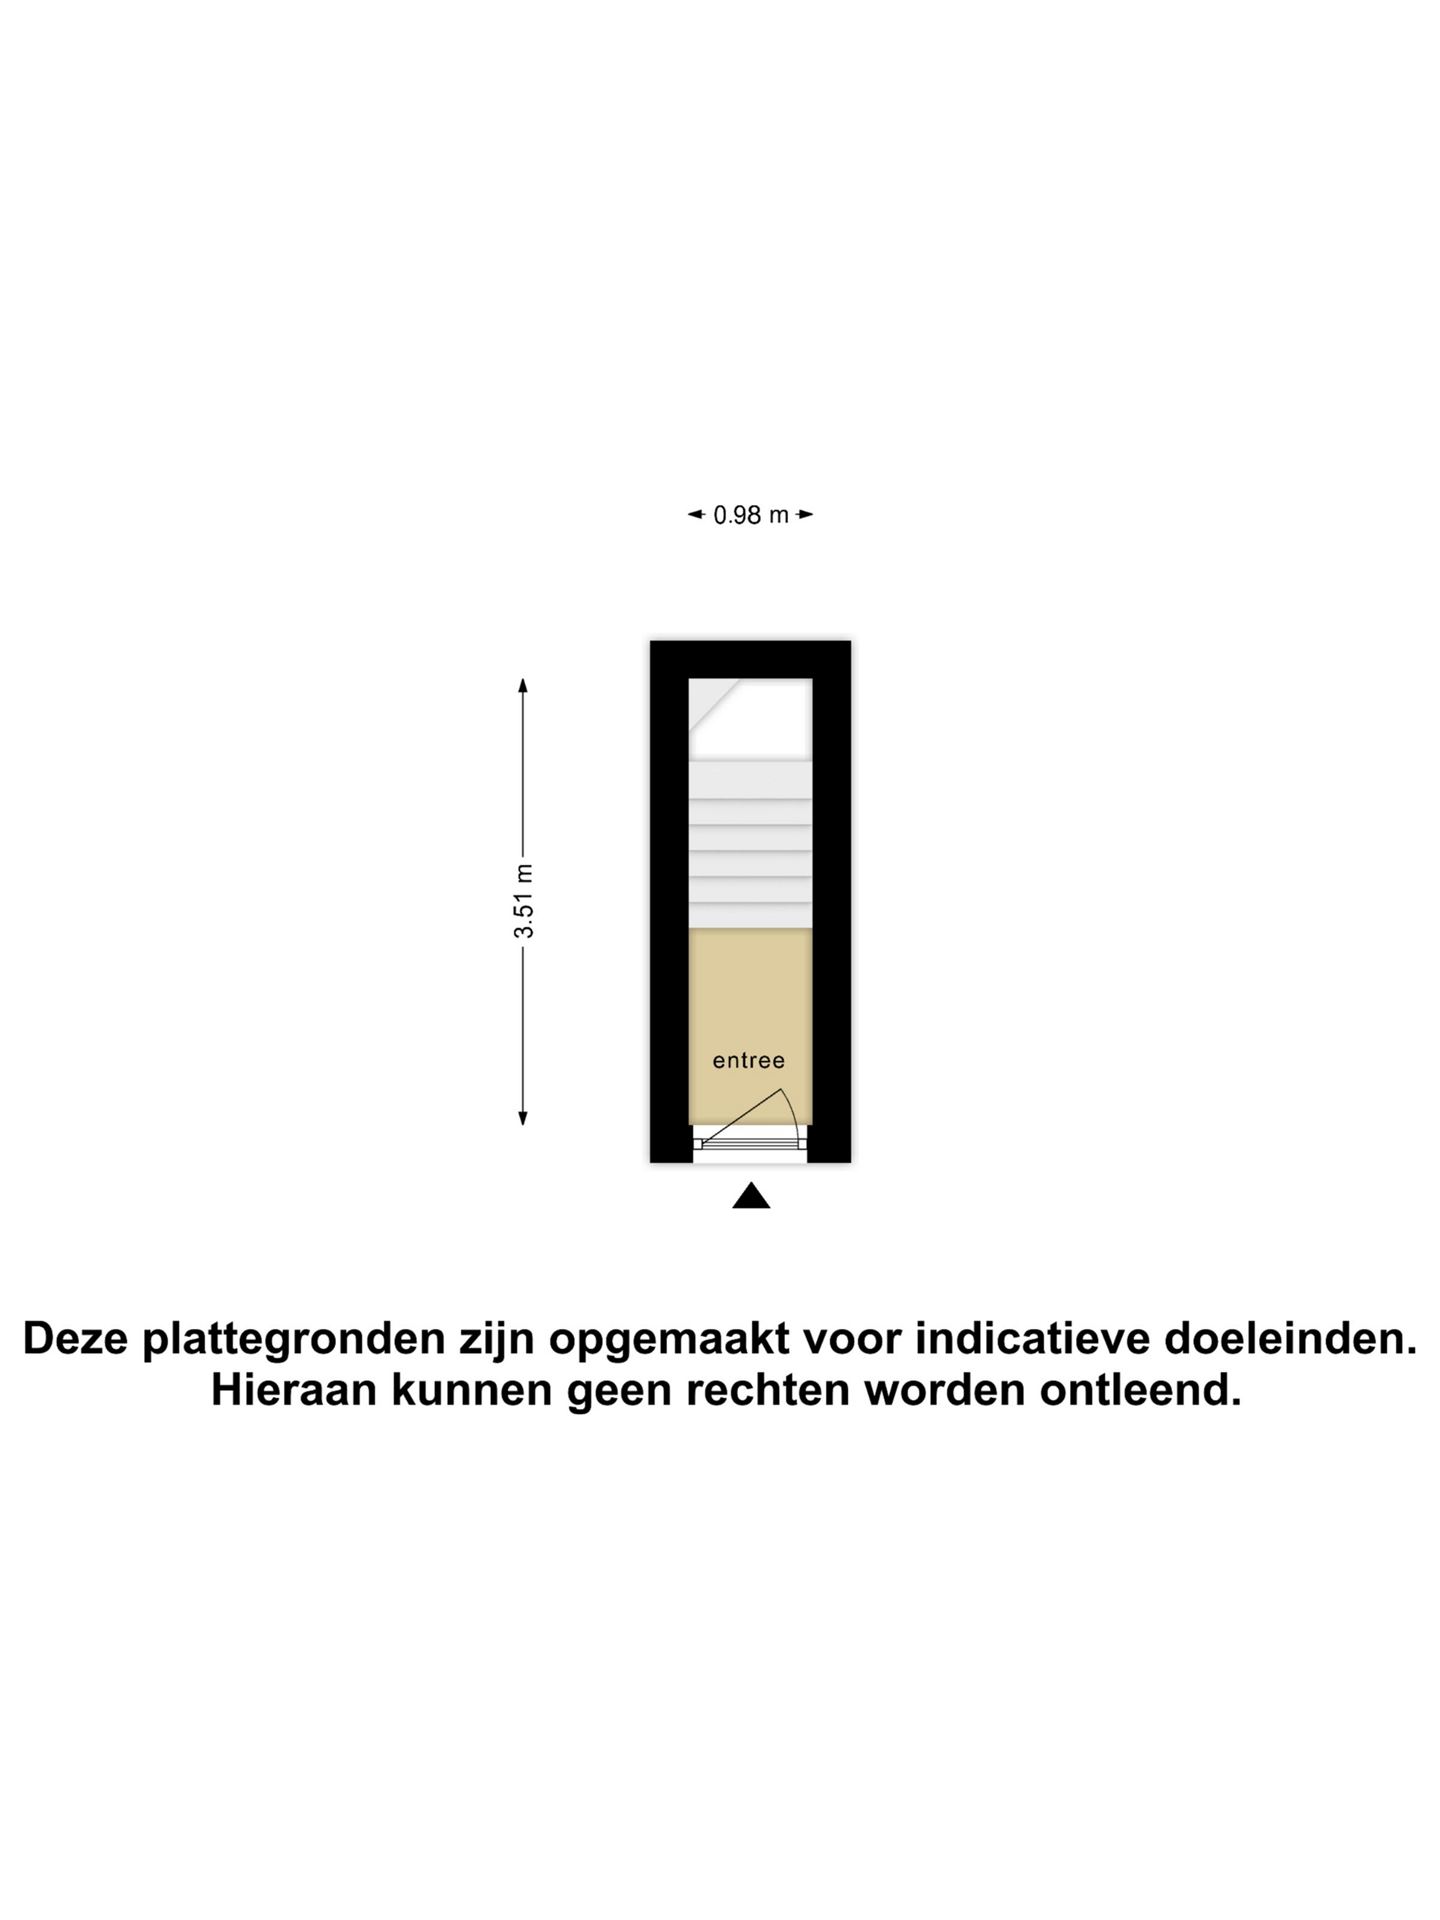 0.98 m
3.51 m
entree
Deze plattegronden zijn opgemaakt voor indicatieve doeleinden.
Hieraan kunnen geen rechten worden ontleend.